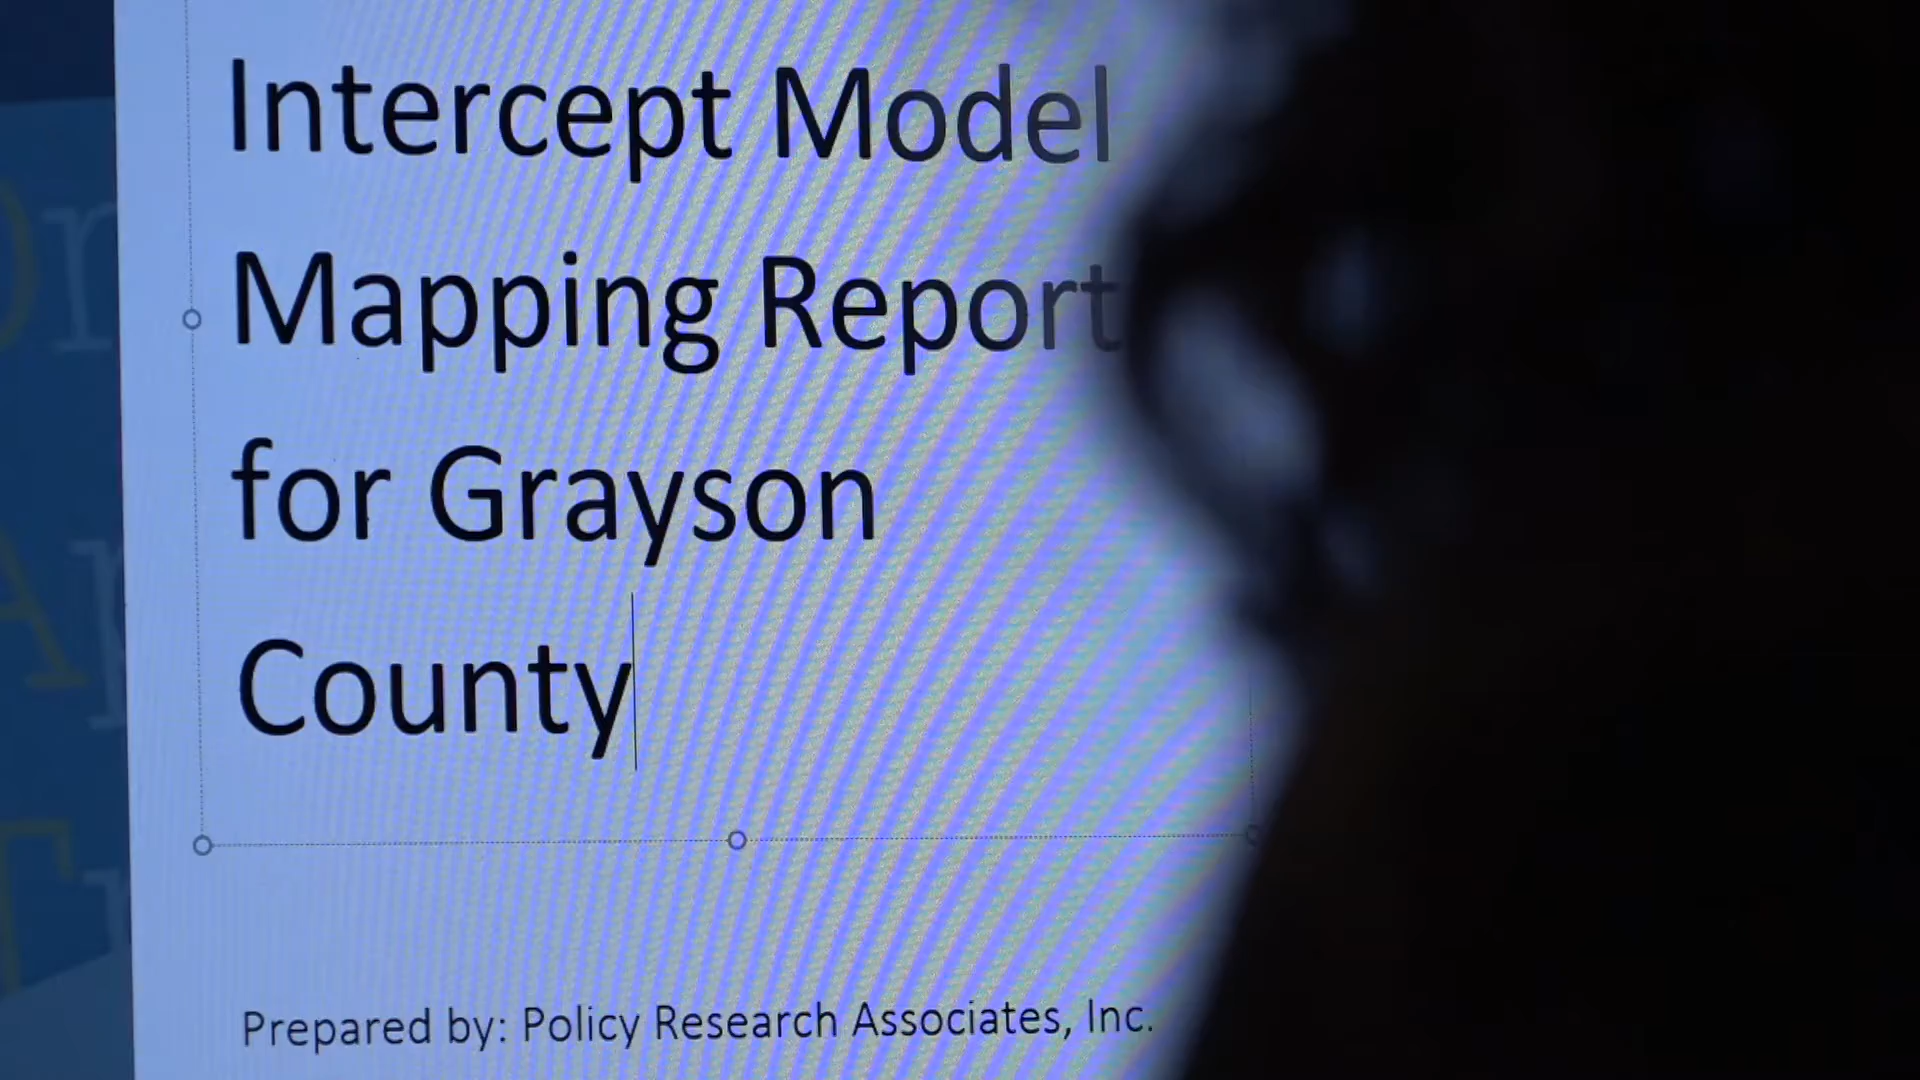 Intercept Model
Mapping Report
for Grayson
County
Prepared by: Policy Research Associates, Inc.